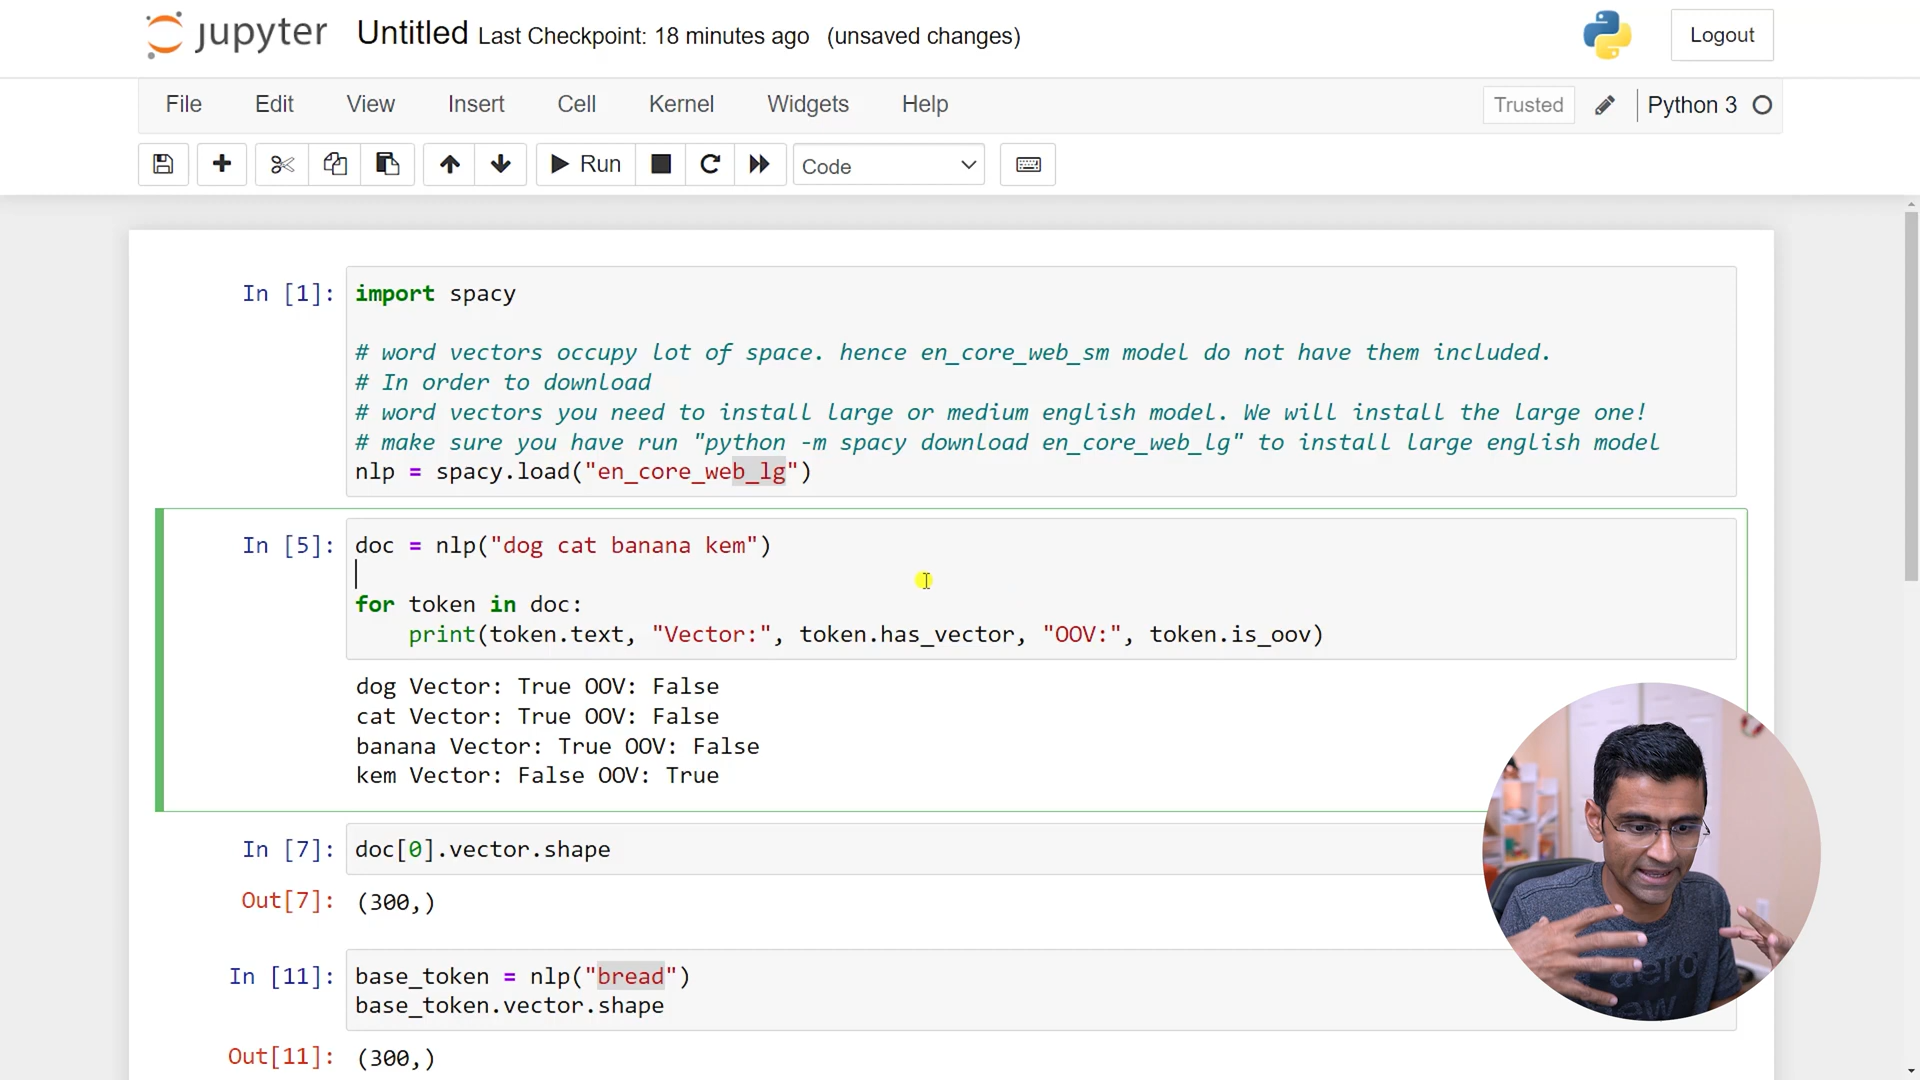 jupyter Untitled Last Checkpoint: 18 minutes ago (unsaved changes) Logout
File Edit View Insert Cell Kernel Widgets Help Trusted Python 3
Run Code
In [1]: import spacy
# word vectors occupy lot of space. hence en_core_web_sm model do not have them included.
# In order to download
# word vectors you need to install large or medium english model. We will install the large one!
# make sure you have run "python -m spacy download en_core_web_lg" to install large english model
nlp = spacy.load("en_core_web_lg")
In [5]: doc = nlp("dog cat banana kem")
for token in doc:
    print(token.text, "Vector:", token.has_vector, "OOV:", token.is_oov)
dog Vector: True OOV: False
cat Vector: True OOV: False
banana Vector: True OOV: False
kem Vector: False OOV: True
In [7]: doc[0].vector.shape
Out[7]: (300,)
In [11]: base_token = nlp("bread")
base_token.vector.shape
Out[11]: (300,)